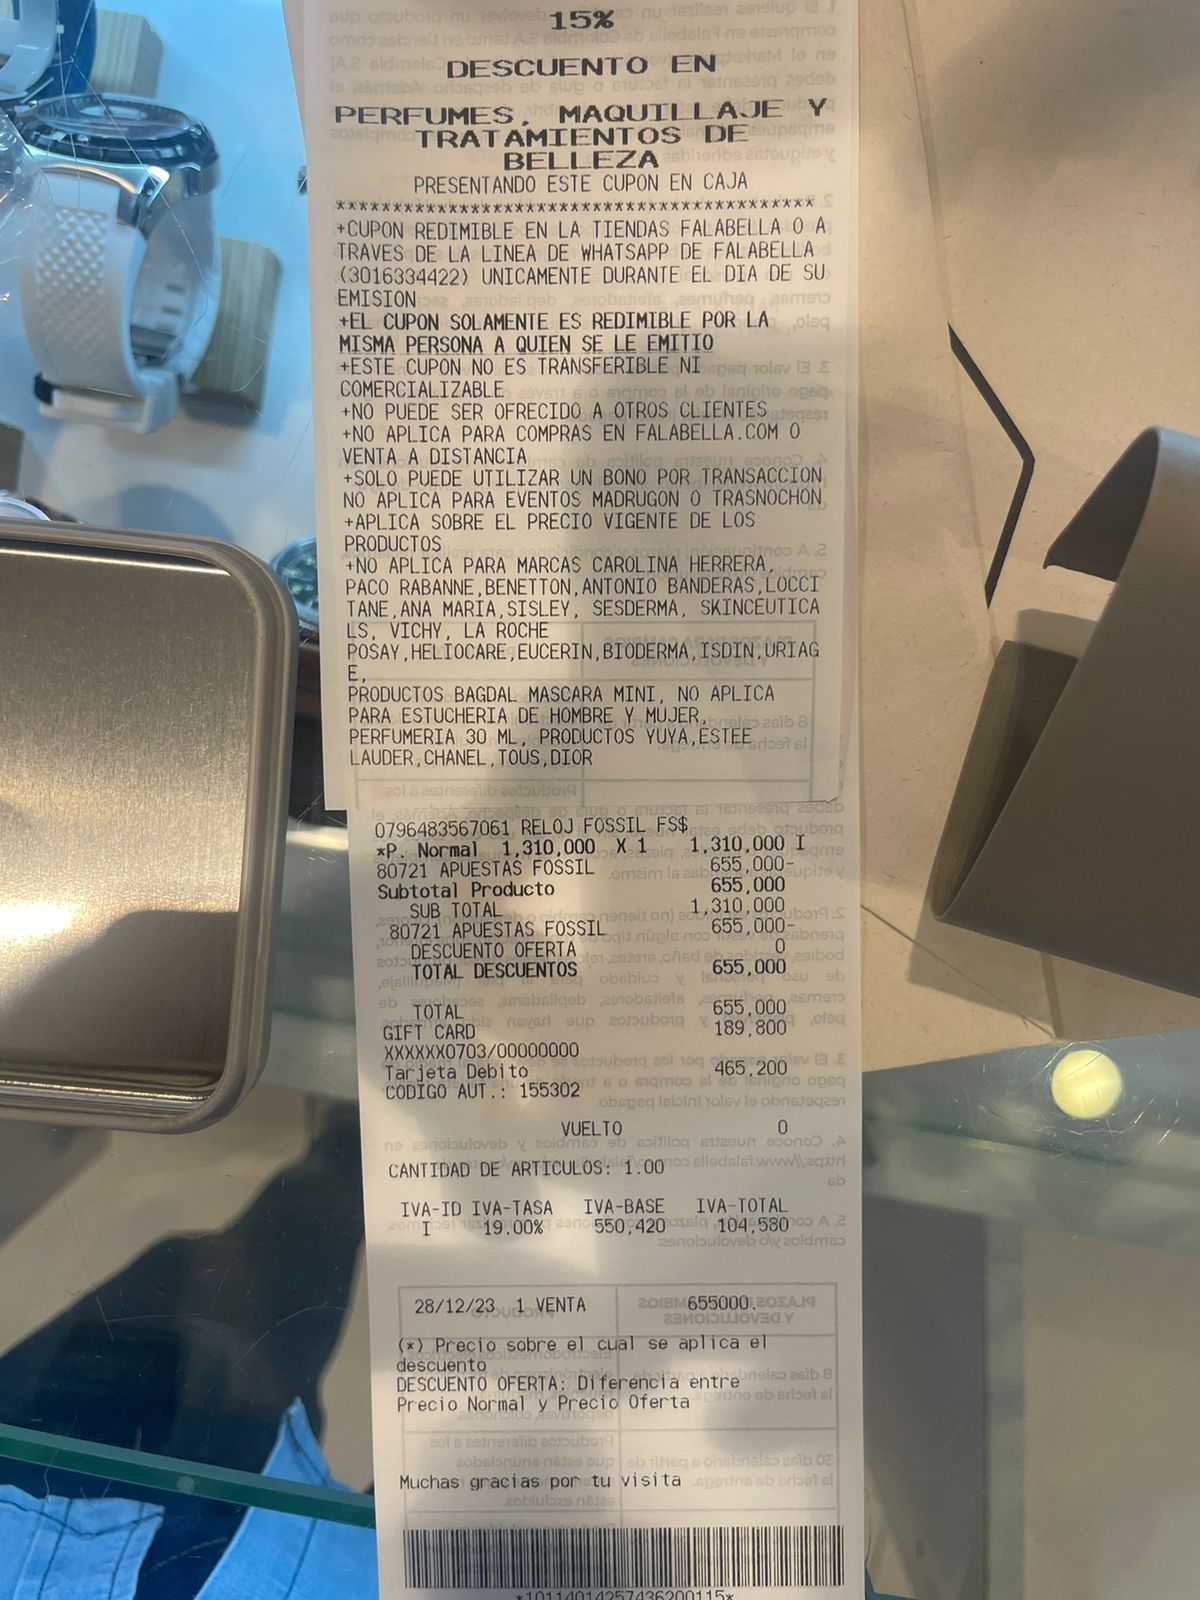 15%
DESCUENTO EN
PERFUMES, MAQUILLAJE Y
TRATAMIENTOS DE
BELLEZA
PRESENTANDO ESTE CUPON EN CAJA
******************************************
+CUPON REDIMIBLE EN LA TIENDAS FALABELLA O A
TRAVES DE LA LINEA DE WHATSAPP DE FALABELLA
(3016334422) UNICAMENTE DURANTE EL DIA DE SU
EMISION
+EL CUPON SOLAMENTE ES REDIMIBLE POR LA
MISMA PERSONA A QUIEN SE LE EMITIO
+ESTE CUPON NO ES TRANSFERIBLE NI
COMERCIALIZABLE
+NO PUEDE SER OFRECIDO A OTROS CLIENTES
+NO APLICA PARA COMPRAS EN FALABELLA.COM O
VENTA A DISTANCIA
+SOLO PUEDE UTILIZAR UN BONO POR TRANSACCION
NO APLICA PARA EVENTOS MADRUGON O TRASNOCHON
+APLICA SOBRE EL PRECIO VIGENTE DE LOS
PRODUCTOS
+NO APLICA PARA MARCAS CAROLINA HERRERA,
PACO RABANNE,BENETTON,ANTONIO BANDERAS,LOCCI
TANE,ANA MARIA,SISLEY, SESDERMA, SKINCEUTICA
LS, VICHY, LA ROCHE
POSAY,HELIOCARE,EUCERIN,BIODERMA,ISDIN,URIAG
E,
PRODUCTOS BAGDAL MASCARA MINI, NO APLICA
PARA ESTUCHERIA DE HOMBRE Y MUJER,
PERFUMERIA 30 ML, PRODUCTOS YUYA,ESTEE
LAUDER,CHANEL,TOUS,DIOR
0796483567061 RELOJ FOSSIL FS$
*P. Normal 1,310,000 X 1 1,310,000 I
80721 APUESTAS FOSSIL 655,000-
Subtotal Producto 655,000
SUB TOTAL 1,310,000
80721 APUESTAS FOSSIL 655,000-
DESCUENTO OFERTA 0
TOTAL DESCUENTOS 655,000
TOTAL 655,000
GIFT CARD 189,800
XXXXXX0703/00000000
Tarjeta Debito 465,200
CODIGO AUT.: 155302
VUELTO 0
CANTIDAD DE ARTICULOS: 1.00
IVA-ID IVA-TASA IVA-BASE IVA-TOTAL
I 19.00% 550,420 104,580
28/12/23 1 VENTA 655000.
(*) Precio sobre el cual se aplica el
descuento
DESCUENTO OFERTA: Diferencia entre
Precio Normal y Precio Oferta
Muchas gracias por tu visita
*10114014257436200115*